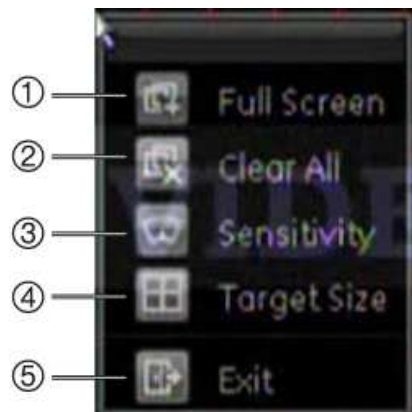 ① Full Screen
② Clear All
③ Sensitivity
④ Target Size
⑤ Exit